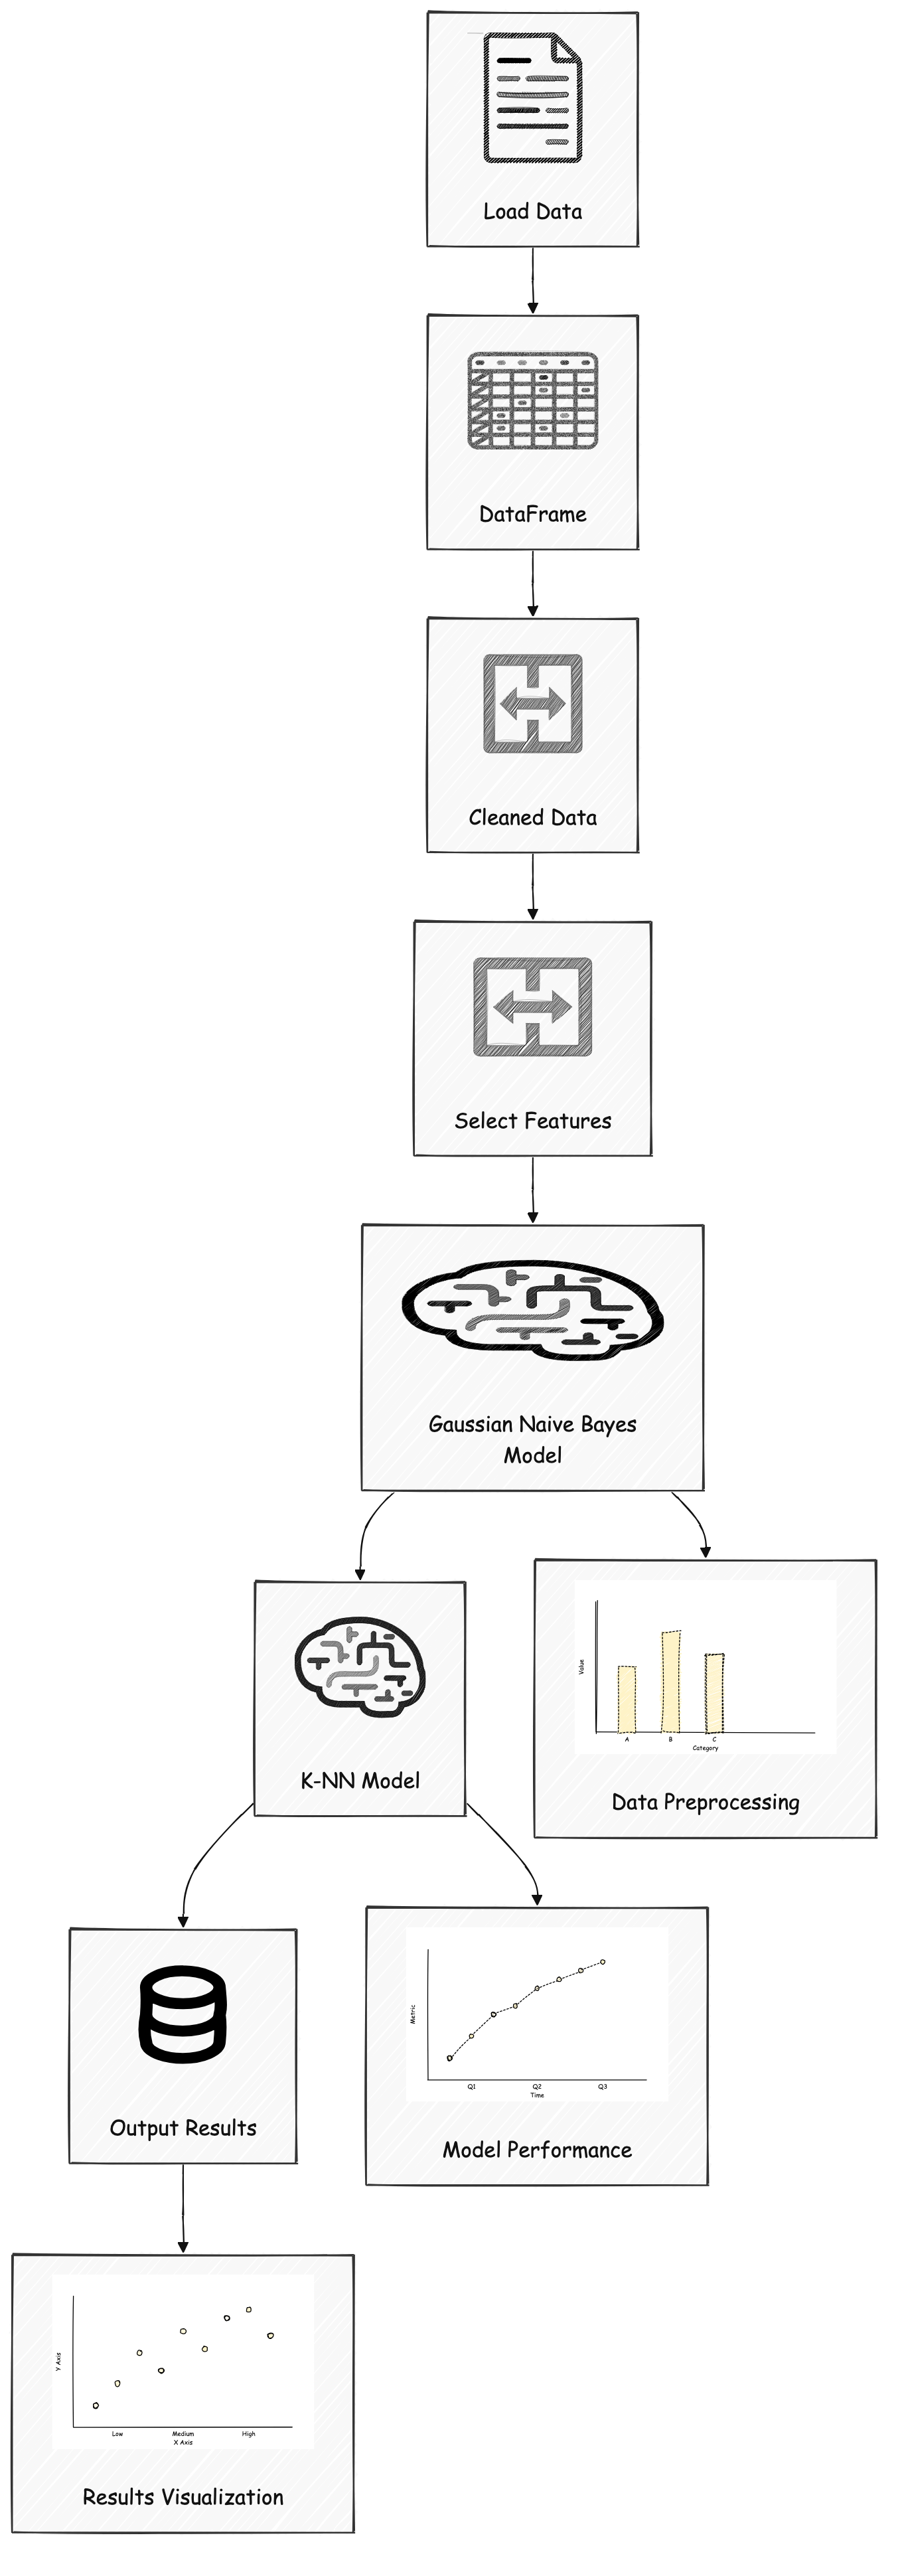 Load Data
DataFrame
Cleaned Data
Select Features
Gaussian Naive Bayes
Model
K-NN Model
Value
A B C
Category
Data Preprocessing
Output Results
Metric
Q1 Q2 Q3
Time
Model Performance
Y Axis
Low Medium High
X Axis
Results Visualization